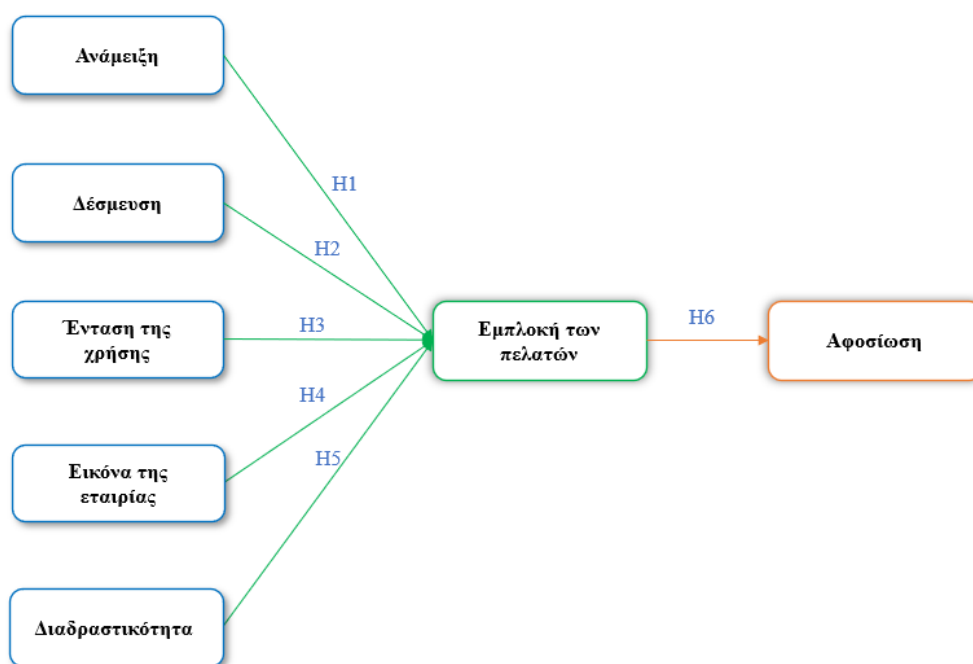 Ανάμειξη
H1
Δέσμευση
H2
Ένταση της
χρήσης
H3
Εμπλοκή των
πελατών
H6
Αφοσίωση
H4
Εικόνα της
εταιρίας
H5
Διαδραστικότητα